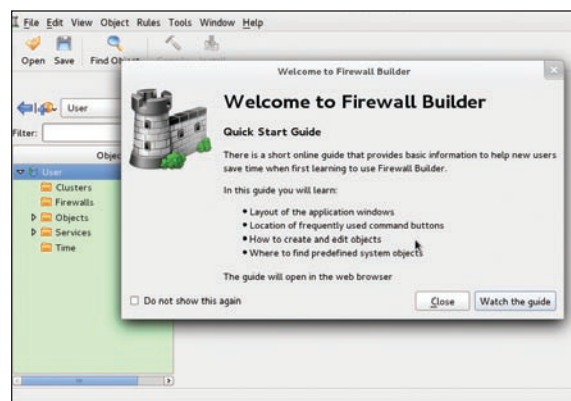 File Edit View Object Rules Tools Window Help
Open Save Find Object
Welcome to Firewall Builder
User
Filter:
Objec
User
Clusters
Firewalls
Objects
Services
Time
Welcome to Firewall Builder
Quick Start Guide
There is a short online guide that provides basic information to help new users
save time when first learning to use Firewall Builder.
In this guide you will learn:
• Layout of the application windows
• Location of frequently used command buttons
• How to create and edit objects
• Where to find predefined system objects
The guide will open in the web browser
Do not show this again
Close
Watch the guide